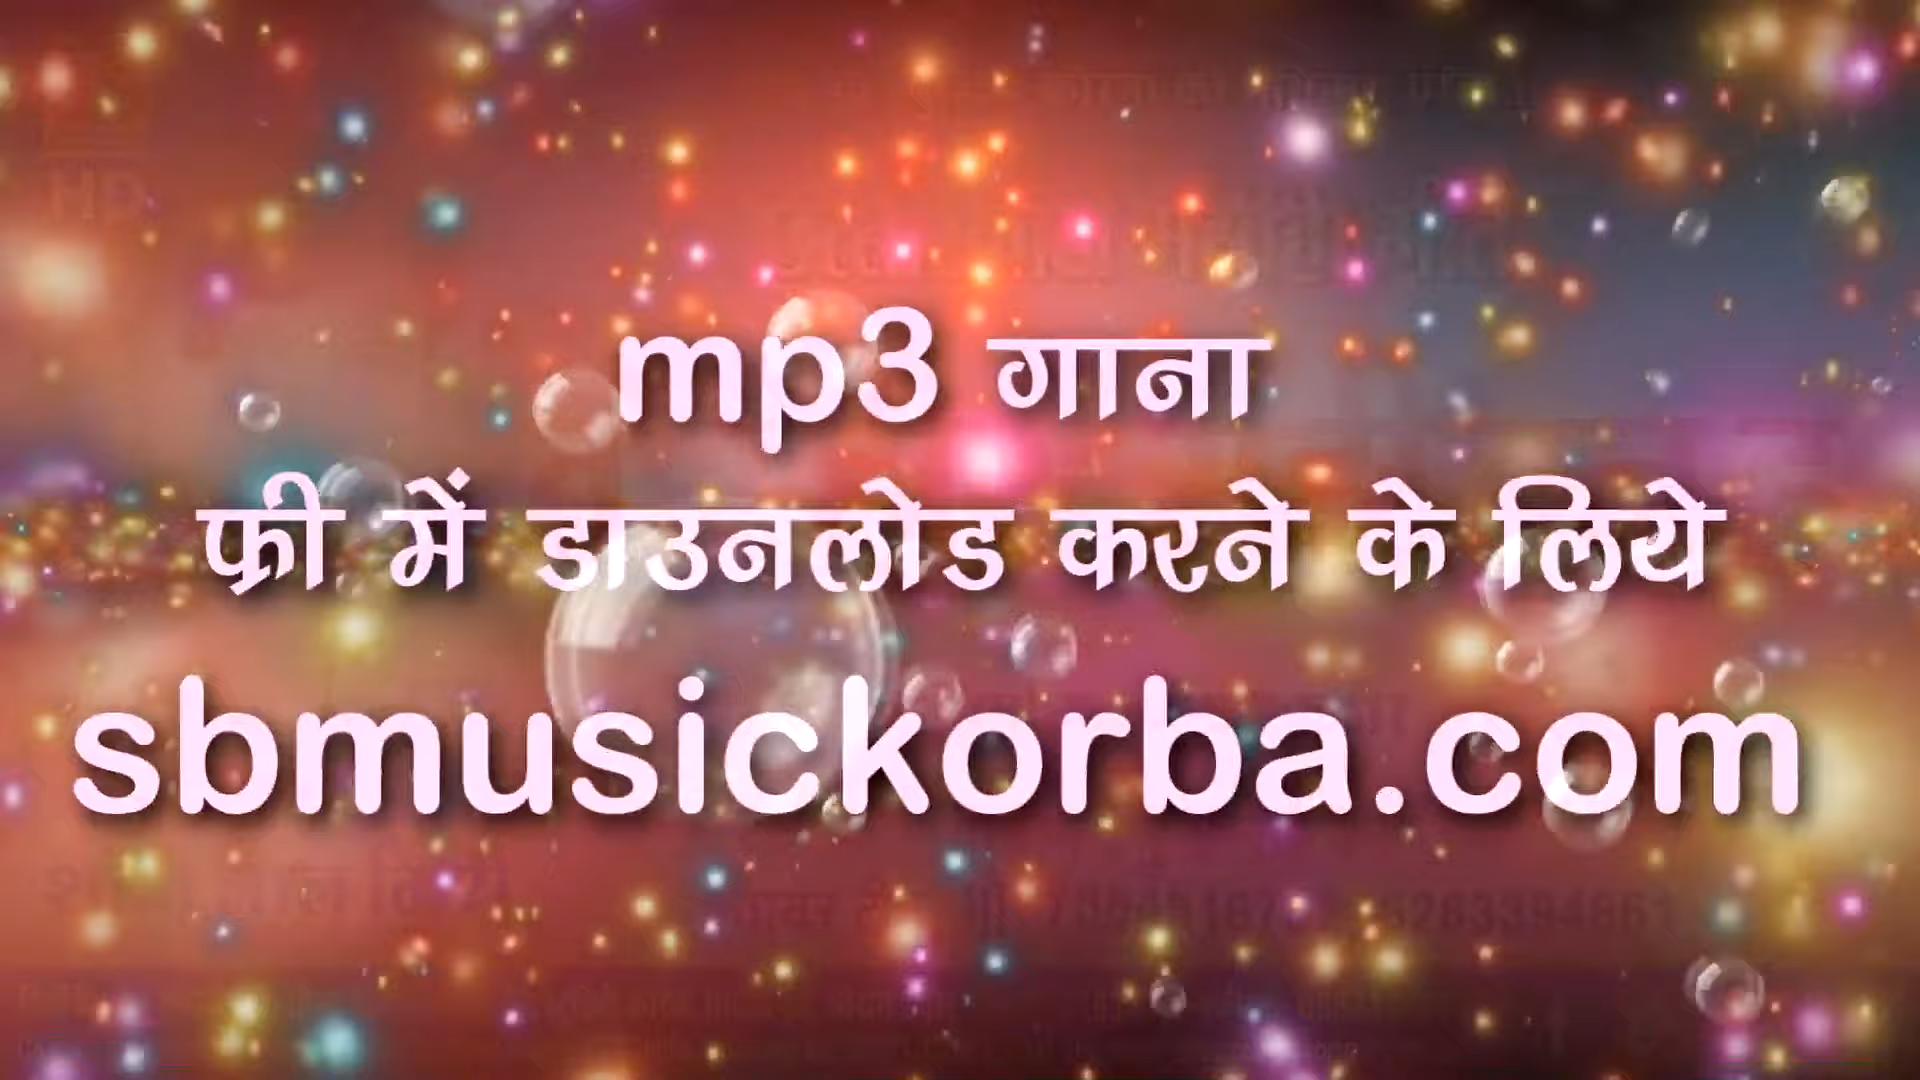 mp3 गाना
फ्री में डाउनलोड करने के लिये
sbmusickorba.com